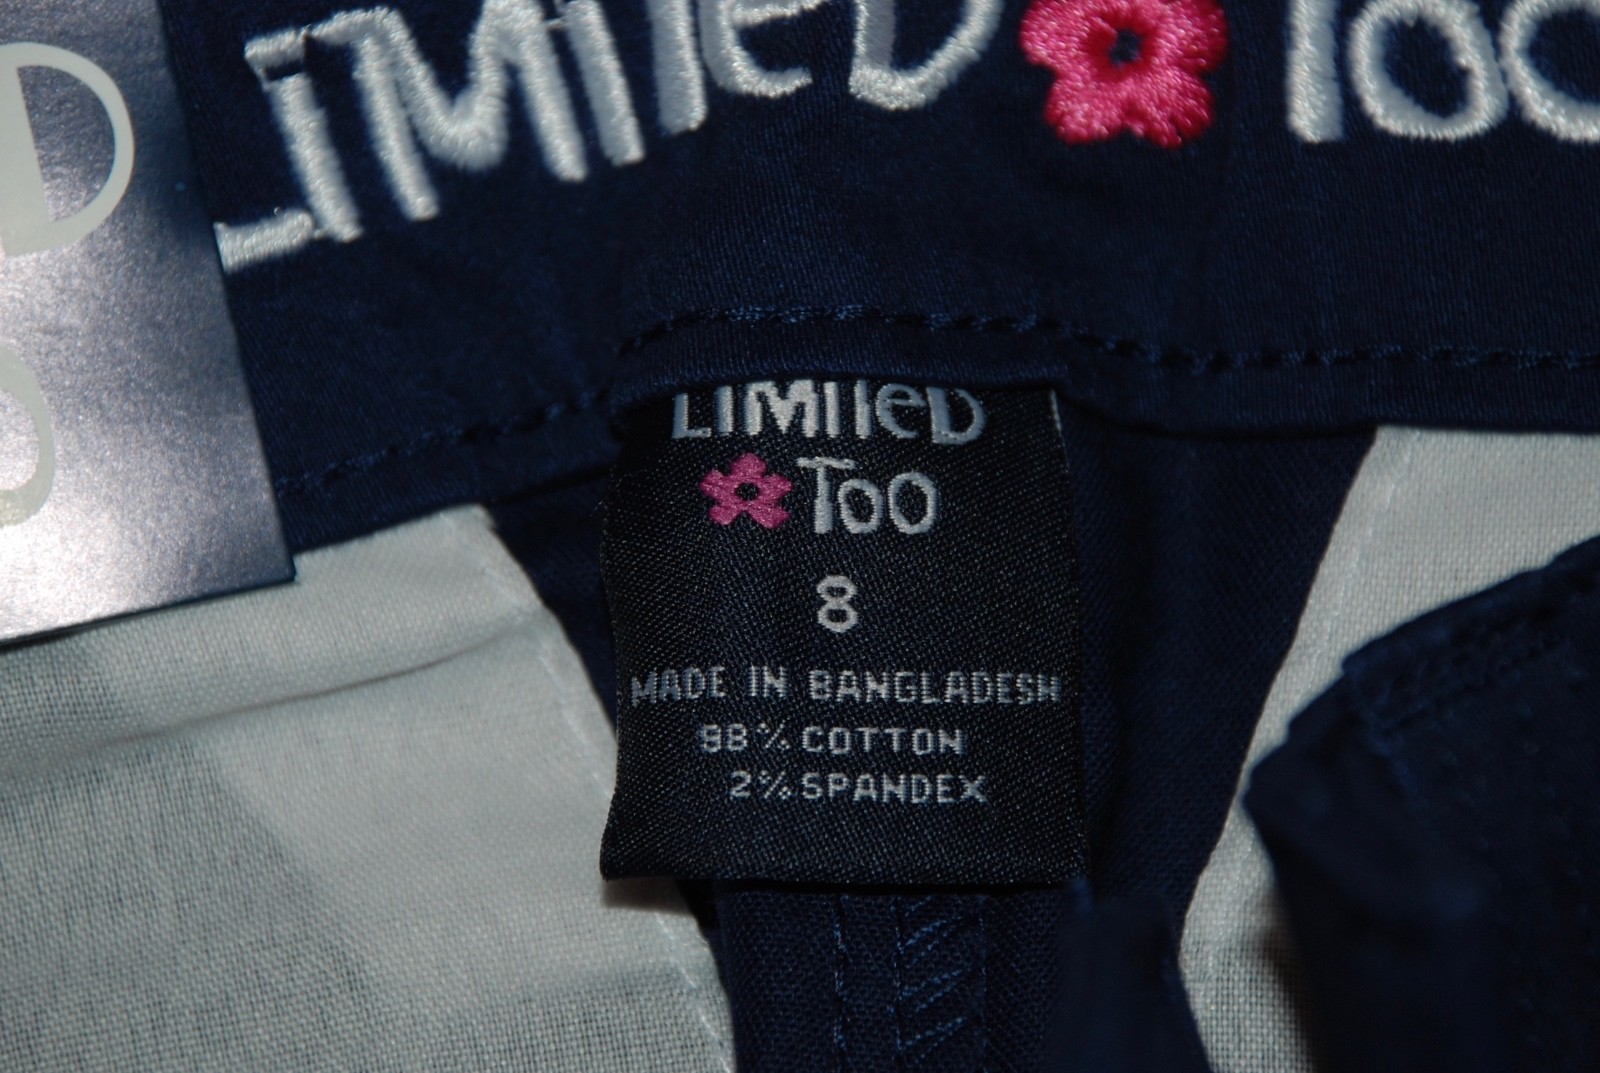 LIMITED TOO
LIMITED
TOO
8
MADE IN BANGLADESH
98% COTTON
2% SPANDEX